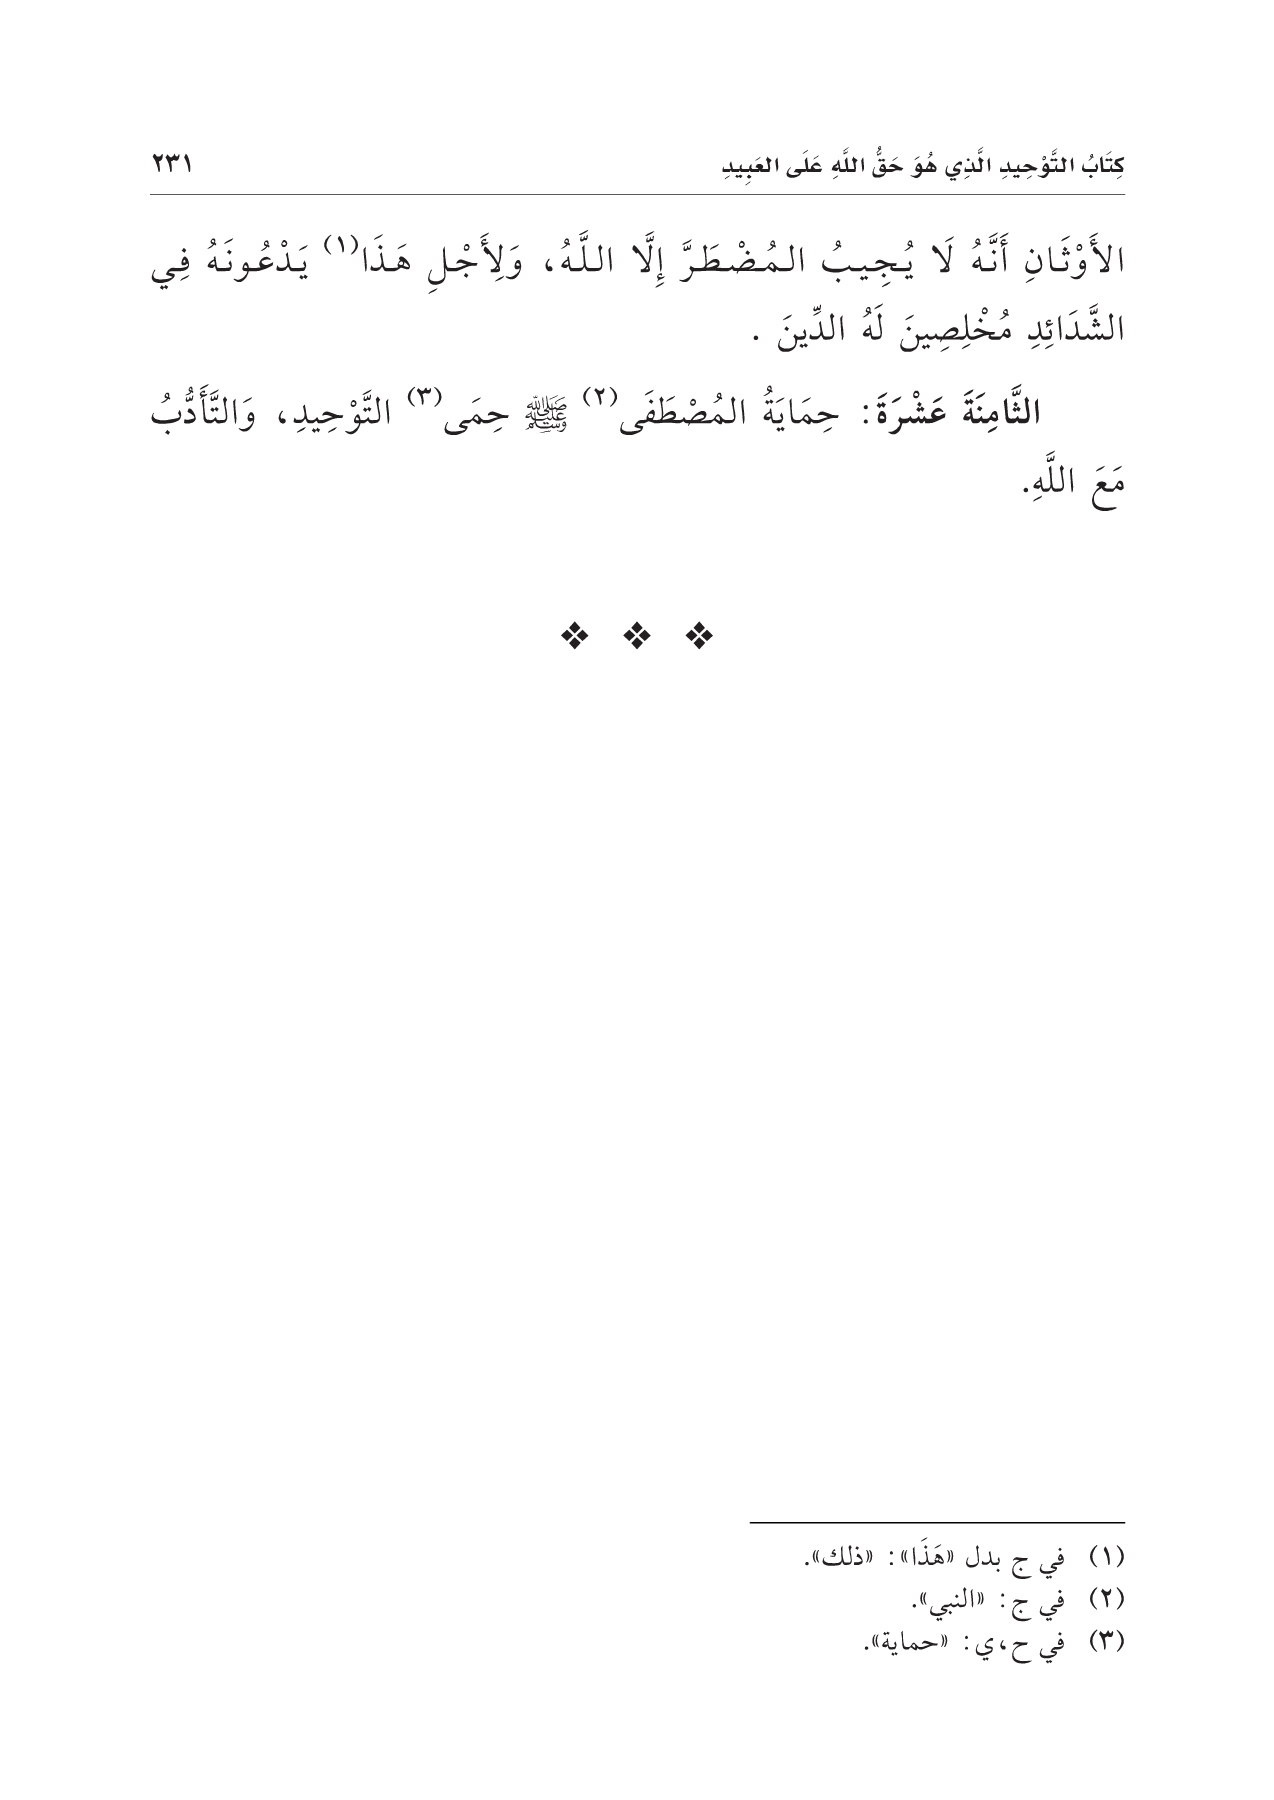 كِتَابُ التَّوْحِيدِ الَّذِي هُوَ حَقُّ اللَّهِ عَلَى العَبِيدِ ٢٣١
الأَوْثَانِ أَنَّهُ لَا يُجِيبُ المُضْطَرَّ إِلَّا اللَّهُ، وَلِأَجْلِ هَذَا(١) يَدْعُونَهُ فِي
الشَّدَائِدِ مُخْلِصِينَ لَهُ الدِّينَ .
الثَّامِنَةَ عَشْرَةَ: حِمَايَةُ المُصْطَفَى(٢) ﷺ حِمَى(٣) التَّوْحِيدِ، وَالتَّأَدُّبُ
مَعَ اللَّهِ.
(١) في ج بدل «هَذَا»: «ذلك».
(٢) في ج: «النبي».
(٣) في ح،ي: «حماية».